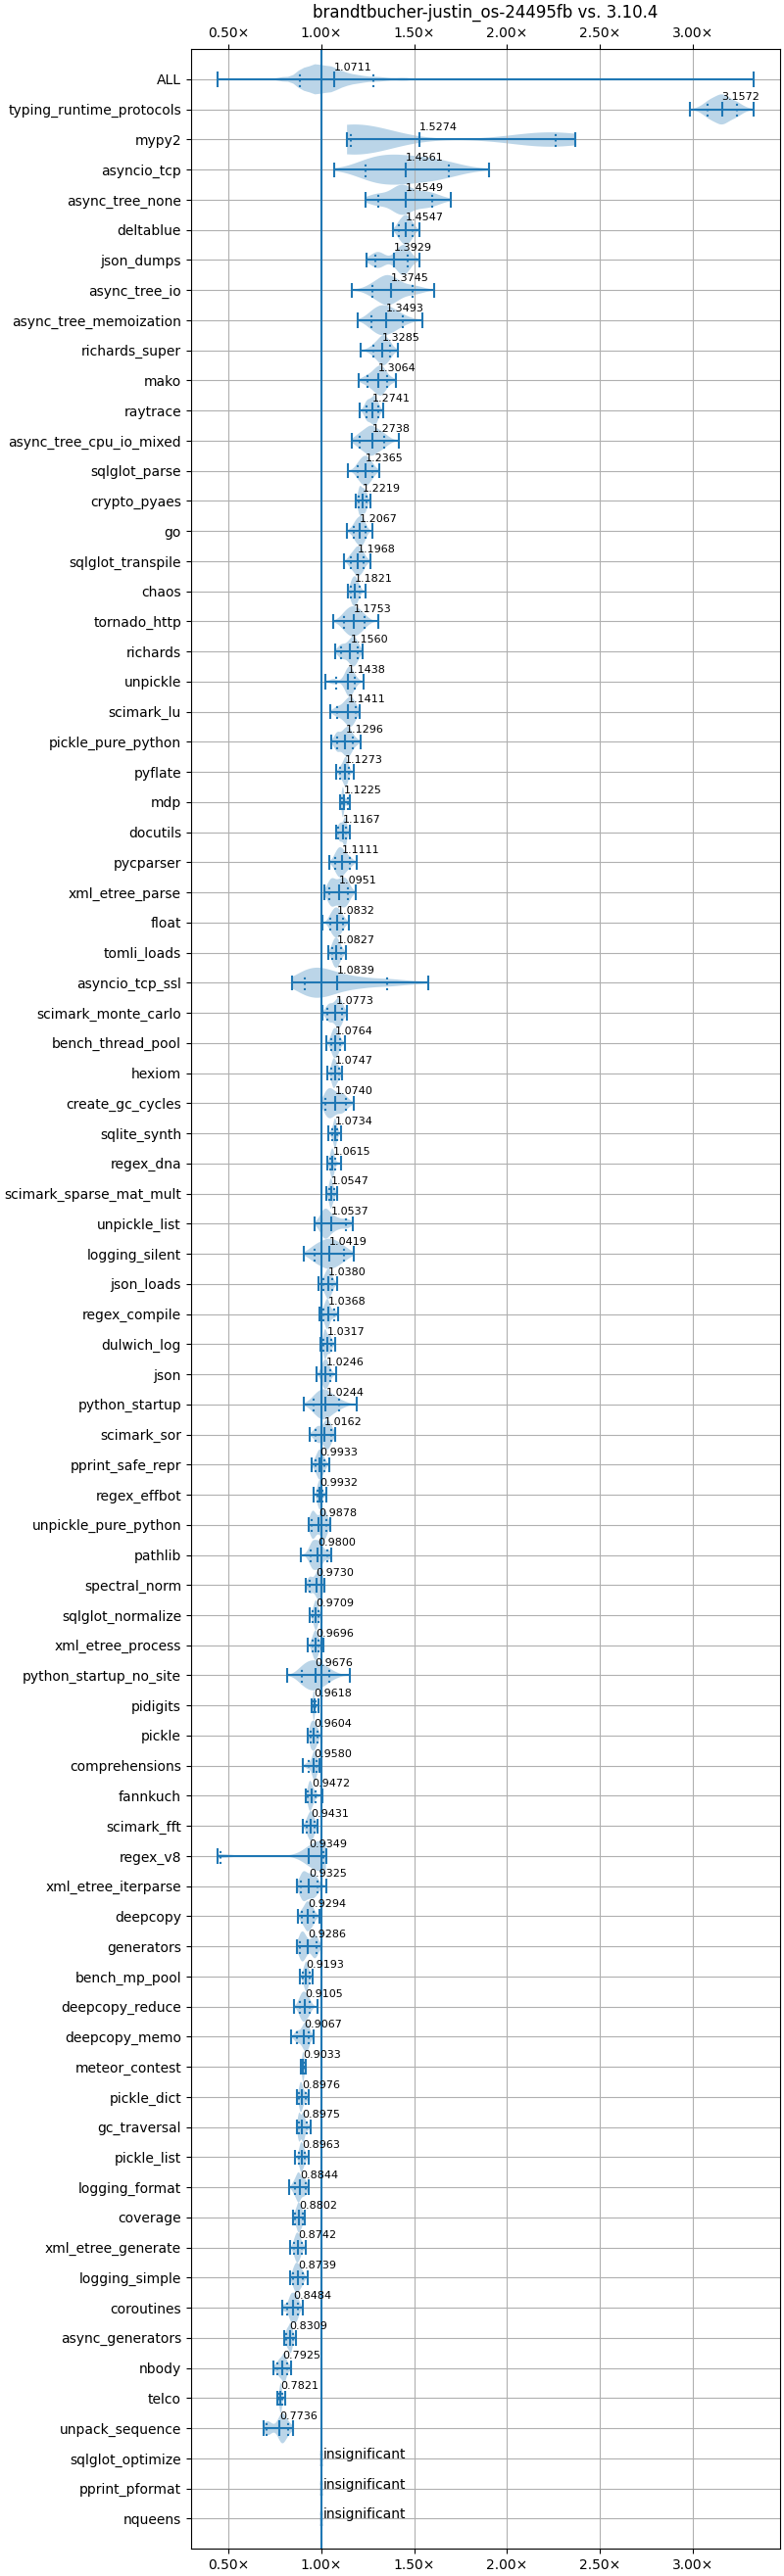 brandtbucher-justin_os-24495fb vs. 3.10.4
0.50× 1.00× 1.50× 2.00× 2.50× 3.00×
ALL 1.0711
typing_runtime_protocols 3.1572
mypy2 1.5274
asyncio_tcp 1.4561
async_tree_none 1.4549
deltablue 1.4547
json_dumps 1.3929
async_tree_io 1.3745
async_tree_memoization 1.3493
richards_super 1.3285
mako 1.3064
raytrace 1.2741
async_tree_cpu_io_mixed 1.2738
sqlglot_parse 1.2365
crypto_pyaes 1.2219
go 1.2067
sqlglot_transpile 1.1968
chaos 1.1821
tornado_http 1.1753
richards 1.1560
unpickle 1.1438
scimark_lu 1.1411
pickle_pure_python 1.1296
pyflate 1.1273
mdp 1.1225
docutils 1.1167
pycparser 1.1111
xml_etree_parse 1.0951
float 1.0832
tomli_loads 1.0827
asyncio_tcp_ssl 1.0839
scimark_monte_carlo 1.0773
bench_thread_pool 1.0764
hexiom 1.0747
create_gc_cycles 1.0740
sqlite_synth 1.0734
regex_dna 1.0615
scimark_sparse_mat_mult 1.0547
unpickle_list 1.0537
logging_silent 1.0419
json_loads 1.0380
regex_compile 1.0368
dulwich_log 1.0317
json 1.0246
python_startup 1.0244
scimark_sor 1.0162
pprint_safe_repr 0.9933
regex_effbot 0.9932
unpickle_pure_python 0.9878
pathlib 0.9800
spectral_norm 0.9730
sqlglot_normalize 0.9709
xml_etree_process 0.9696
python_startup_no_site 0.9676
pidigits 0.9618
pickle 0.9604
comprehensions 0.9580
fannkuch 0.9472
scimark_fft 0.9431
regex_v8 0.9349
xml_etree_iterparse 0.9325
deepcopy 0.9294
generators 0.9286
bench_mp_pool 0.9193
deepcopy_reduce 0.9105
deepcopy_memo 0.9067
meteor_contest 0.9033
pickle_dict 0.8976
gc_traversal 0.8975
pickle_list 0.8963
logging_format 0.8844
coverage 0.8802
xml_etree_generate 0.8742
logging_simple 0.8739
coroutines 0.8484
async_generators 0.8309
nbody 0.7925
telco 0.7821
unpack_sequence 0.7736
sqlglot_optimize insignificant
pprint_pformat insignificant
nqueens insignificant
0.50× 1.00× 1.50× 2.00× 2.50× 3.00×